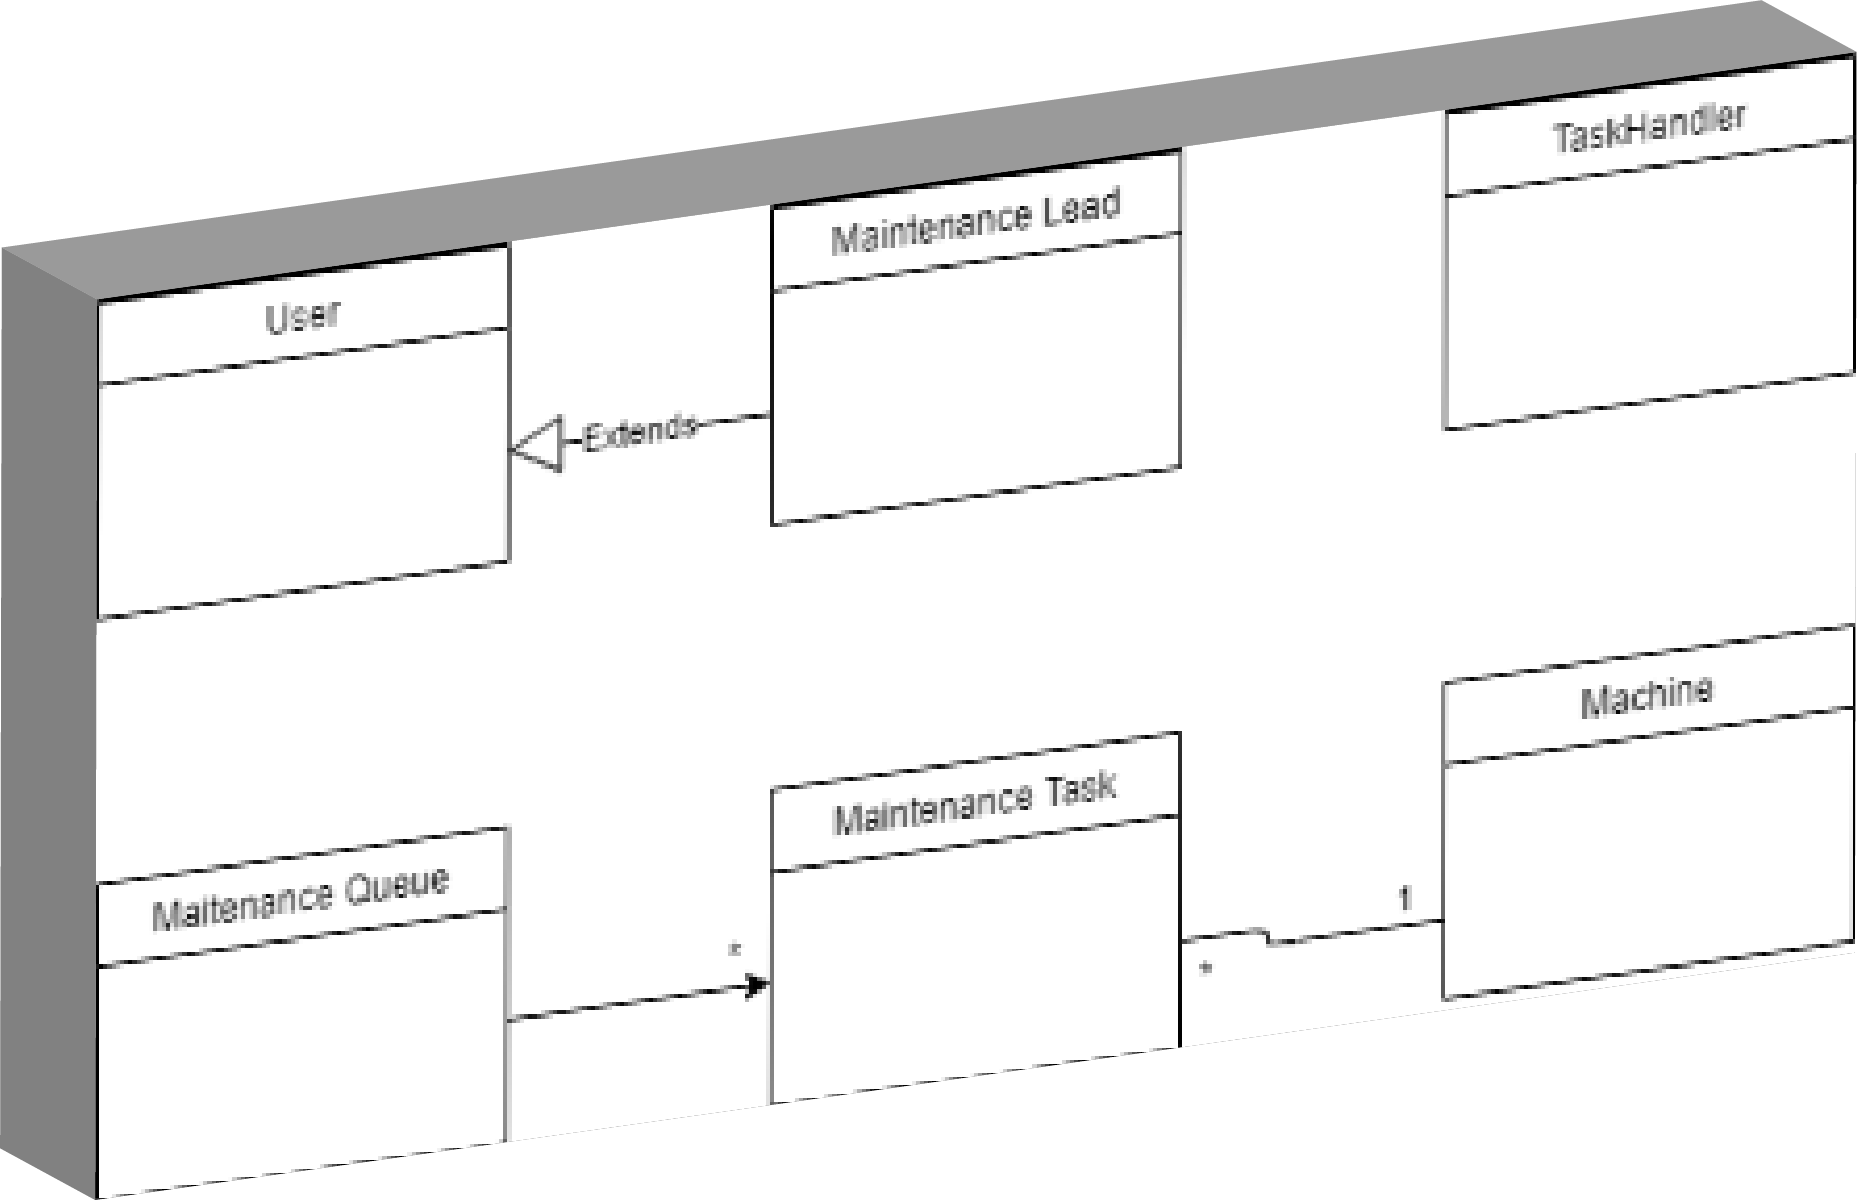 TaskHandler
Maintenance Lead
User
Extends
Machine
Maintenance Task
Maitenance Queue
1
*
*